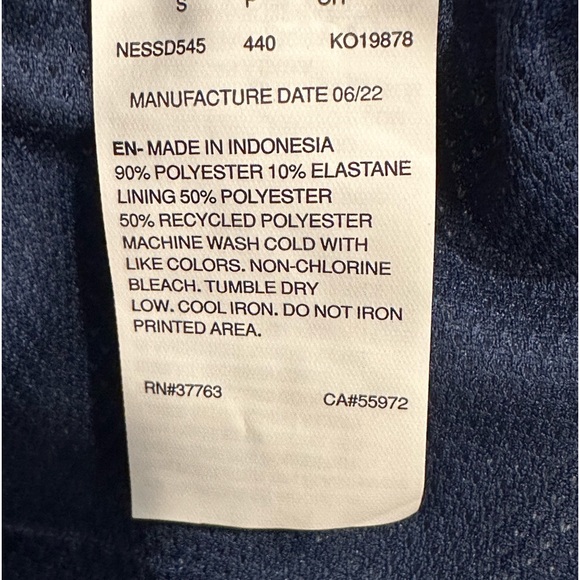 S P
NESSD545 440 KO19878
MANUFACTURE DATE 06/22
EN- MADE IN INDONESIA
90% POLYESTER 10% ELASTANE
LINING 50% POLYESTER
50% RECYCLED POLYESTER
MACHINE WASH COLD WITH
LIKE COLORS. NON-CHLORINE
BLEACH. TUMBLE DRY
LOW. COOL IRON. DO NOT IRON
PRINTED AREA.
RN#37763 CA#55972